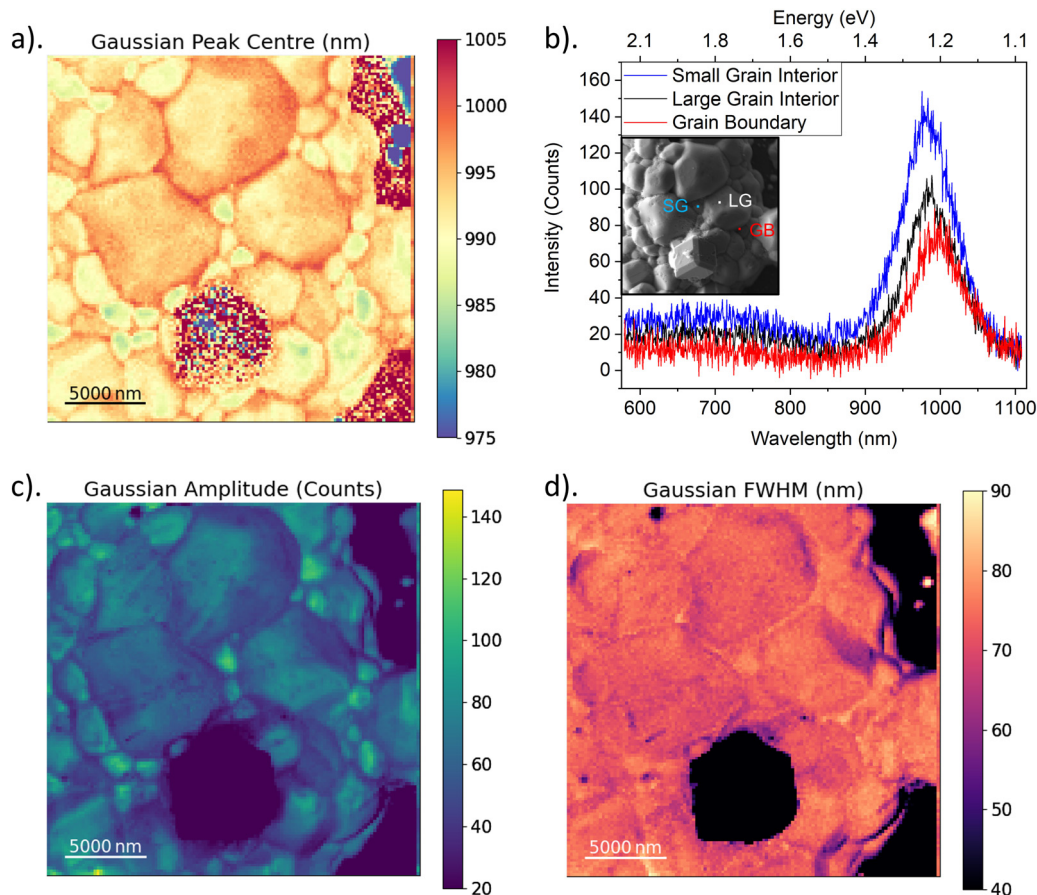 a).
Gaussian Peak Centre (nm)
1005
1000
995
990
985
980
975
5000 nm
b).
Energy (eV)
2.1 1.8 1.6 1.4 1.2 1.1
Small Grain Interior
Large Grain Interior
Grain Boundary
SG
LG
GB
Intensity (Counts)
160
140
120
100
80
60
40
20
0
600 700 800 900 1000 1100
Wavelength (nm)
c).
Gaussian Amplitude (Counts)
140
120
100
80
60
40
20
5000 nm
d).
Gaussian FWHM (nm)
90
80
70
60
50
40
5000 nm